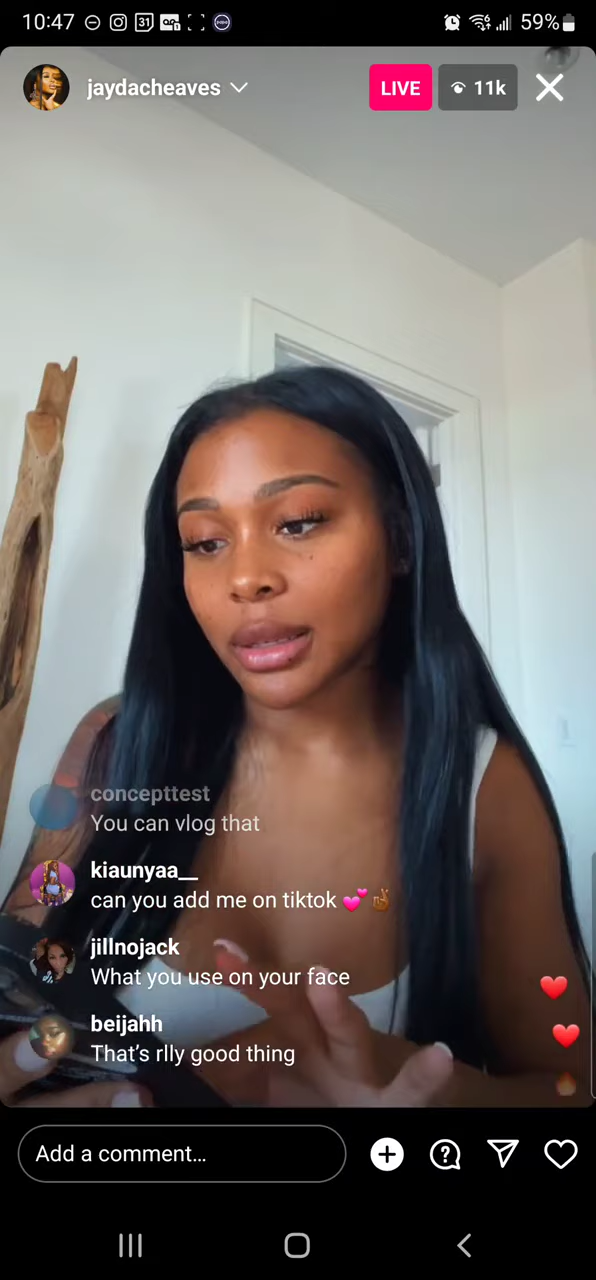 10:47
31
59%
jaydacheaves
LIVE
11k
concepttest
You can vlog that
kiaunyaa__
can you add me on tiktok 💕🤞🏾
jillnojack
What you use on your face
beijahh
That's rlly good thing
Add a comment...